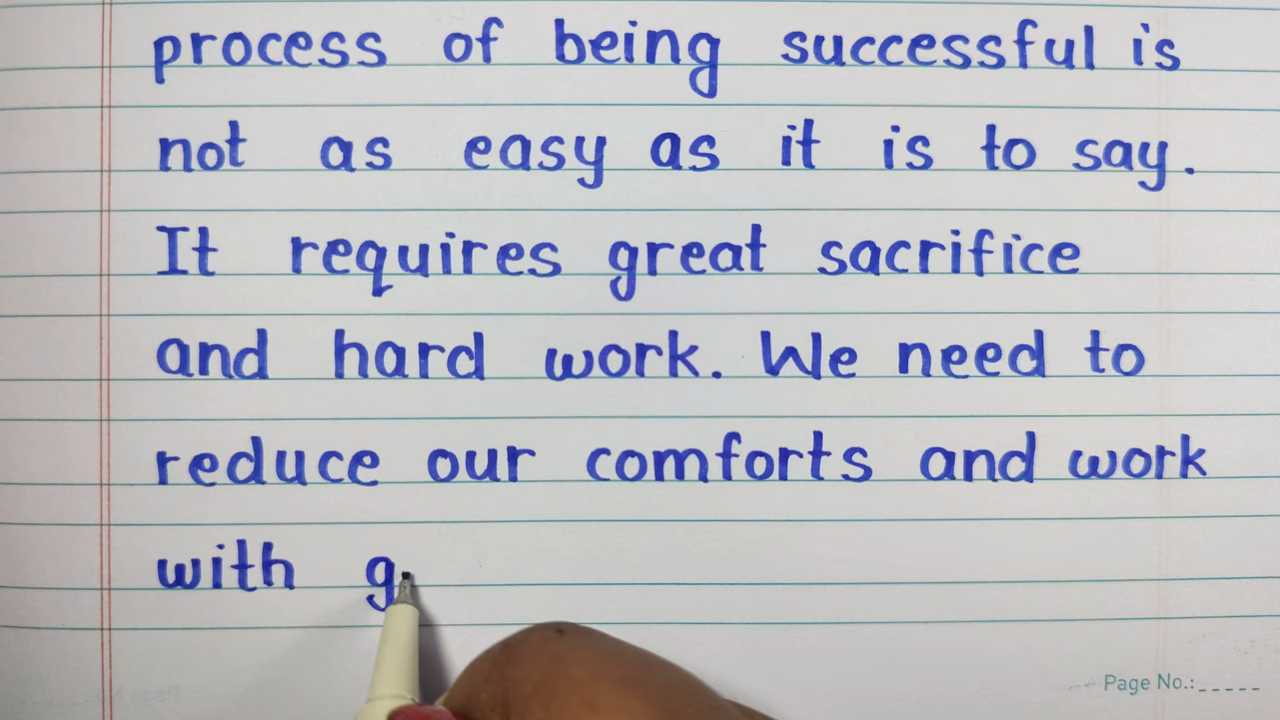 process of being successful is
not as easy as it is to say.
It requires great sacrifice
and hard work. We need to
reduce our comforts and work
with g
Page No.:_____